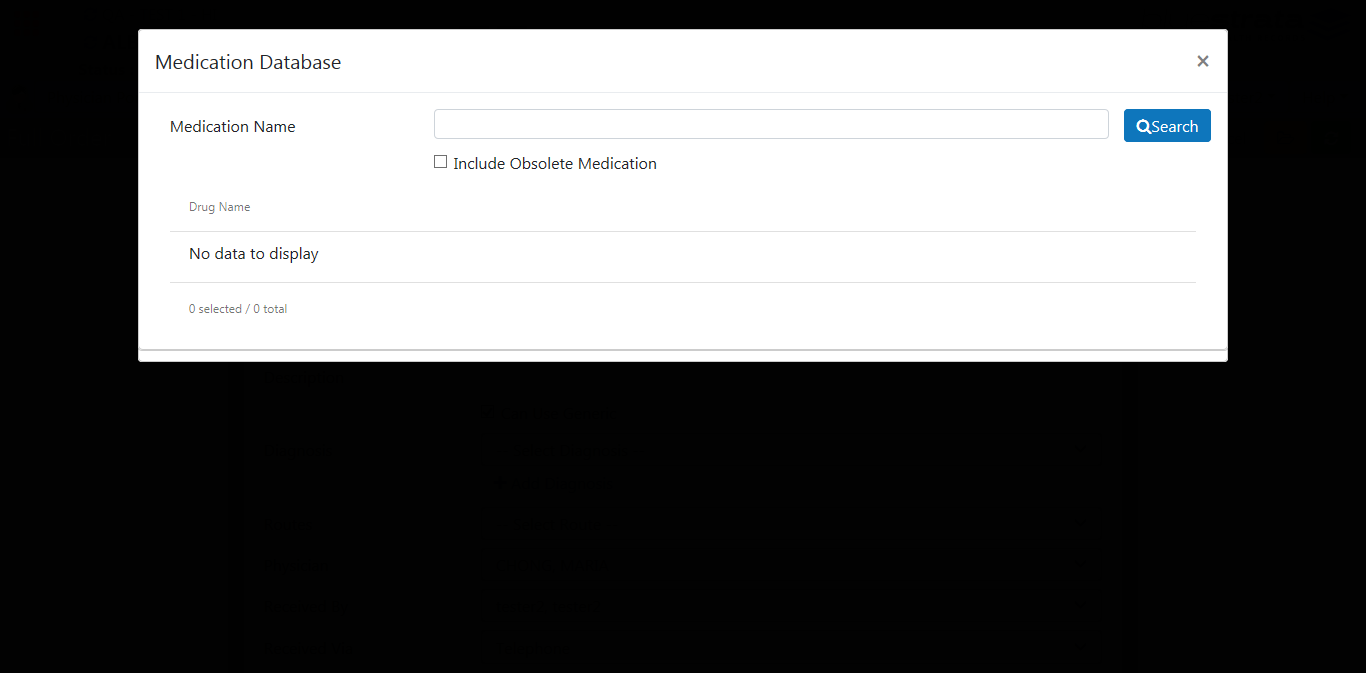 Medication Database ×
Medication Name Search
Include Obsolete Medication
Drug Name
No data to display
0 selected / 0 total